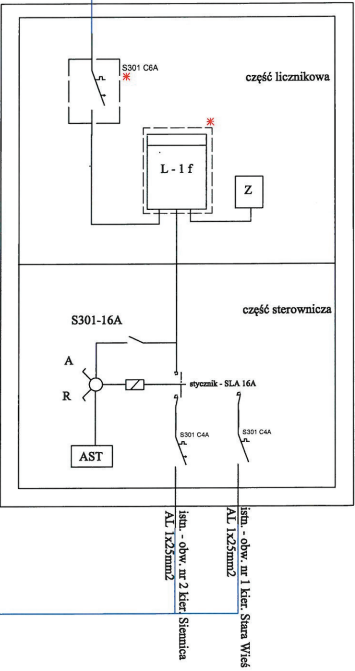 S301 C6A
część licznikowa
L - 1 f
Z
część sterownicza
S301-16A
A
R
stycznik - SLA 16A
S301 C4A
S301 C4A
AST
istn. - obw. nr 1 kier. Stara Wieś
AL 1x25mm2
istn. - obw. nr 2 kier. Siennica
AL 1x25mm2